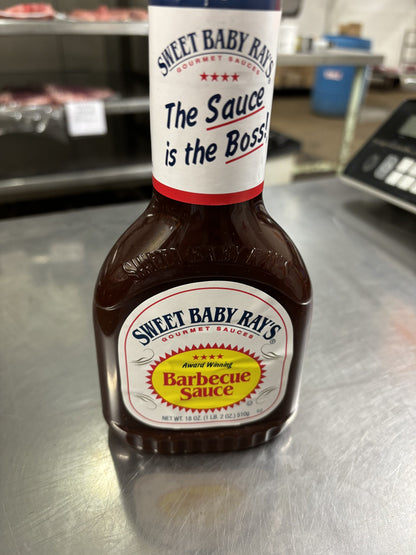 SWEET BABY RAY'S
GOURMET SAUCES
The Sauce
is the Boss!
SWEET BABY RAY'S
SWEET BABY RAY'S®
GOURMET SAUCES
Award Winning
Barbecue
Sauce
NET WT. 18 OZ. (1 LB. 2 OZ.) 510g